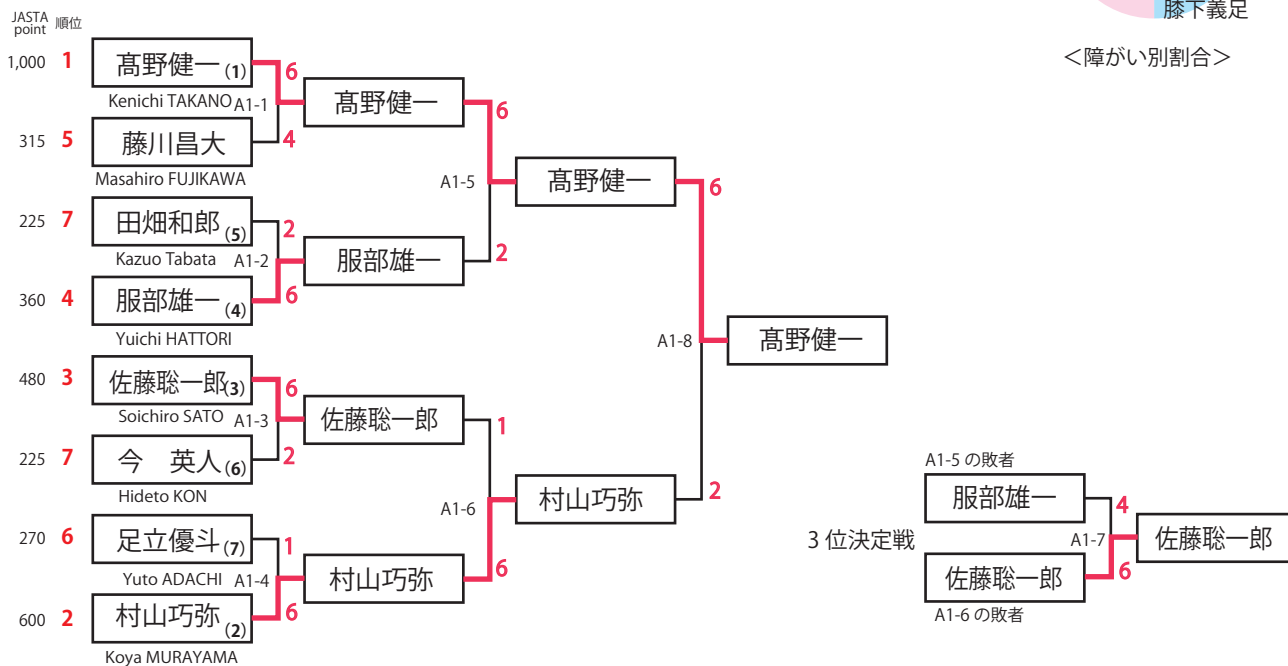 膝下義足
＜障がい別割合＞
JASTA point 順位
1,000 1 髙野健一 (1) 6
Kenichi TAKANO A1-1
髙野健一 6
315 5 藤川昌大 4
Masahiro FUJIKAWA
A1-5
髙野健一 6
225 7 田畑和郎 (5) 2
Kazuo Tabata A1-2
服部雄一 2
360 4 服部雄一 (4) 6
Yuichi HATTORI
A1-8
髙野健一
480 3 佐藤聡一郎 (3) 6
Soichiro SATO A1-3
佐藤聡一郎 1
225 7 今　英人 (6) 2
Hideto KON
A1-6
村山巧弥 2
270 6 足立優斗 (7) 1
Yuto ADACHI A1-4
村山巧弥 6
600 2 村山巧弥 (2) 6
Koya MURAYAMA
3 位決定戦
A1-5 の敗者
服部雄一 4
A1-7
佐藤聡一郎
佐藤聡一郎 6
A1-6 の敗者